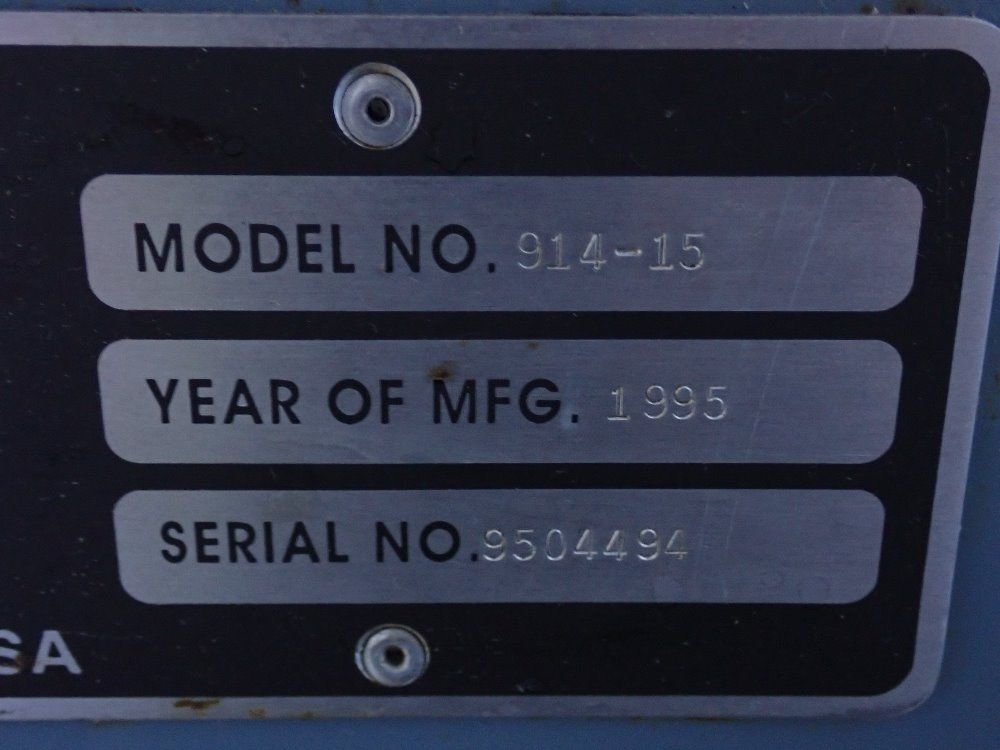 MODEL NO. 914-15
YEAR OF MFG. 1995
SERIAL NO. 9504494
SA